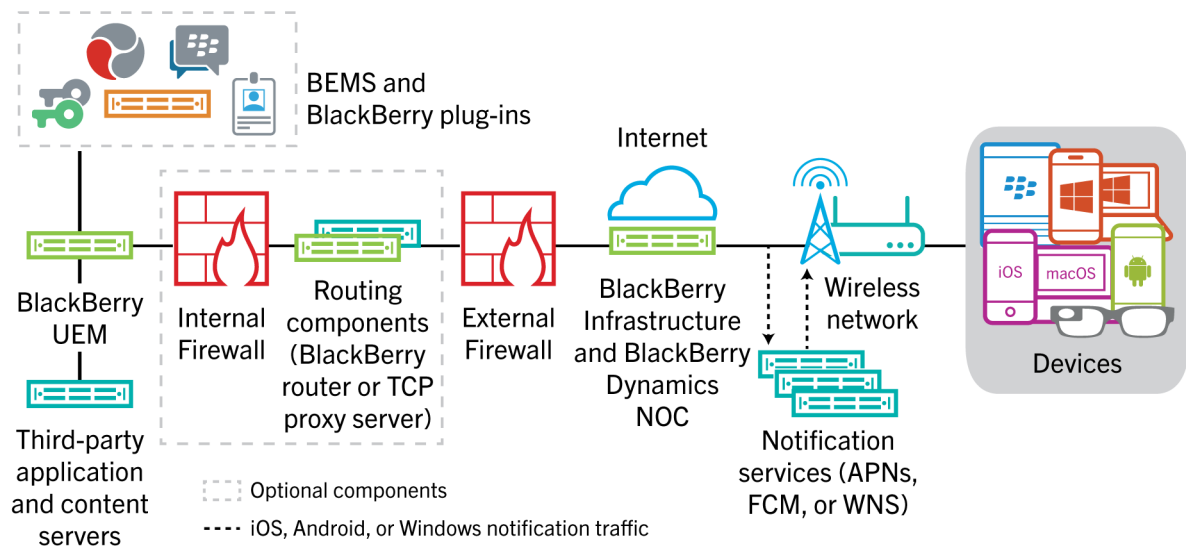 BEMS and
BlackBerry plug-ins
Internet
BlackBerry
UEM
Internal
Firewall
Routing
components
(BlackBerry
router or TCP
proxy server)
External
Firewall
BlackBerry
Infrastructure
and BlackBerry
Dynamics
NOC
Wireless
network
iOS
macOS
Devices
Third-party
application
and content
servers
Notification
services (APNs,
FCM, or WNS)
Optional components
iOS, Android, or Windows notification traffic